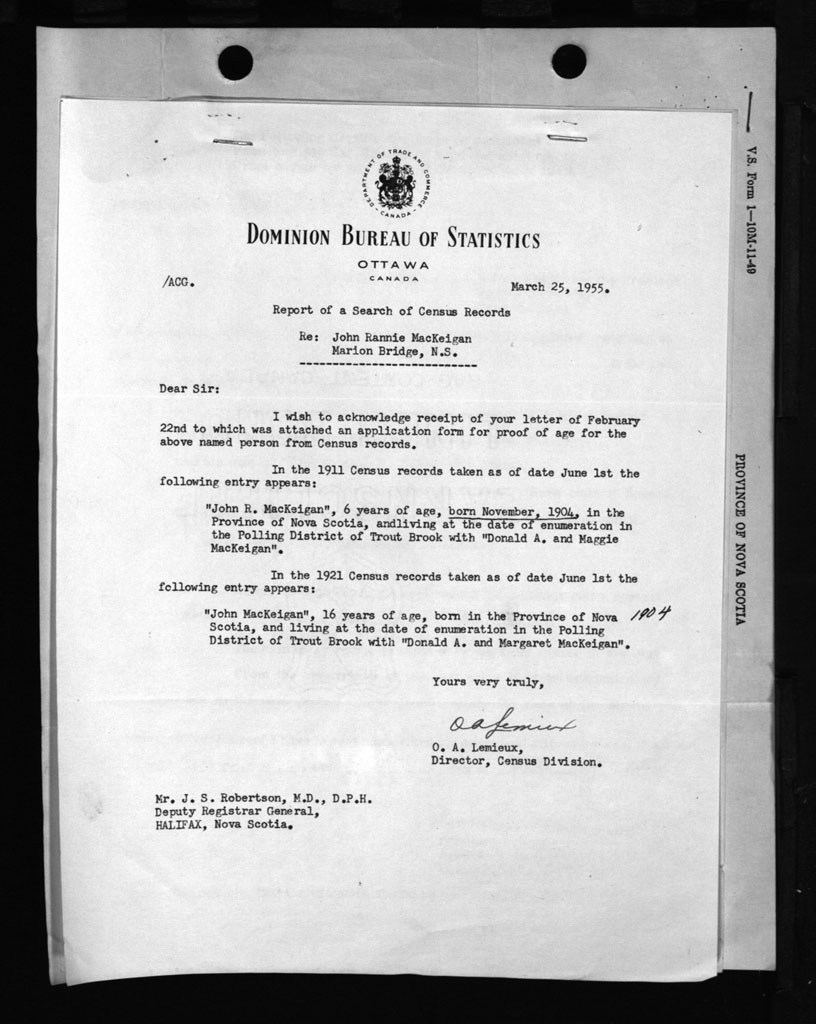 DEPARTMENT OF TRADE AND COMMERCE
- CANADA -
DOMINION BUREAU OF STATISTICS
OTTAWA
CANADA
/ACG.
March 25, 1955.
Report of a Search of Census Records
Re: John Rannie MacKeigan
Marion Bridge, N.S.
---------------------------
Dear Sir:
I wish to acknowledge receipt of your letter of February
22nd to which was attached an application form for proof of age for the
above named person from Census records.
In the 1911 Census records taken as of date June 1st the
following entry appears:
"John R. MacKeigan", 6 years of age, born November, 1904, in the
Province of Nova Scotia, andliving at the date of enumeration in
the Polling District of Trout Brook with "Donald A. and Maggie
MacKeigan".
In the 1921 Census records taken as of date June 1st the
following entry appears:
"John MacKeigan", 16 years of age, born in the Province of Nova 1904
Scotia, and living at the date of enumeration in the Polling
District of Trout Brook with "Donald A. and Margaret MacKeigan".
Yours very truly,
O A Lemieux
O. A. Lemieux,
Director, Census Division.
Mr. J. S. Robertson, M.D., D.P.H.
Deputy Registrar General,
HALIFAX, Nova Scotia.
V.S. Form 1—10M-11-49
PROVINCE OF NOVA SCOTIA